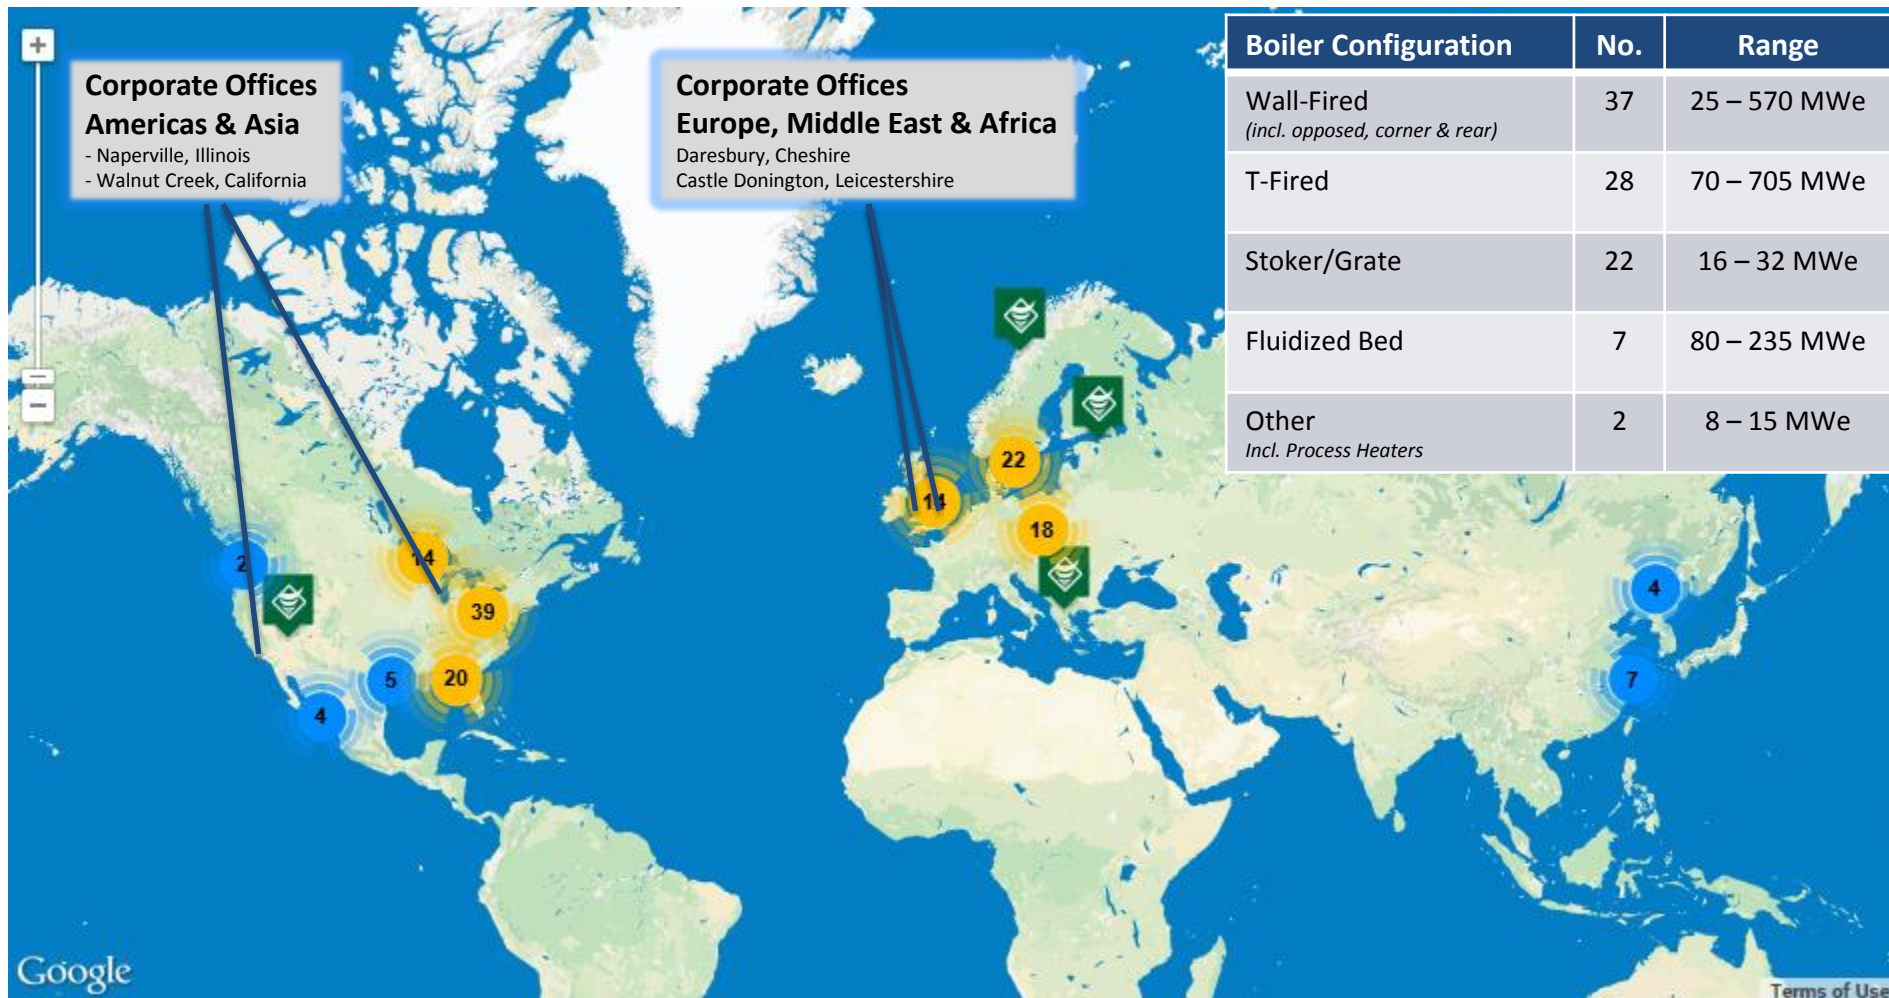 +
–
–
Corporate Offices
Americas & Asia
- Naperville, Illinois
- Walnut Creek, California
Corporate Offices
Europe, Middle East & Africa
Daresbury, Cheshire
Castle Donington, Leicestershire
Boiler Configuration No. Range
Wall-Fired 37 25 – 570 MWe
(incl. opposed, corner & rear)
T-Fired 28 70 – 705 MWe
Stoker/Grate 22 16 – 32 MWe
Fluidized Bed 7 80 – 235 MWe
Other 2 8 – 15 MWe
Incl. Process Heaters
22
14
18
2
14
39
5
20
4
4
7
Google
Terms of Use